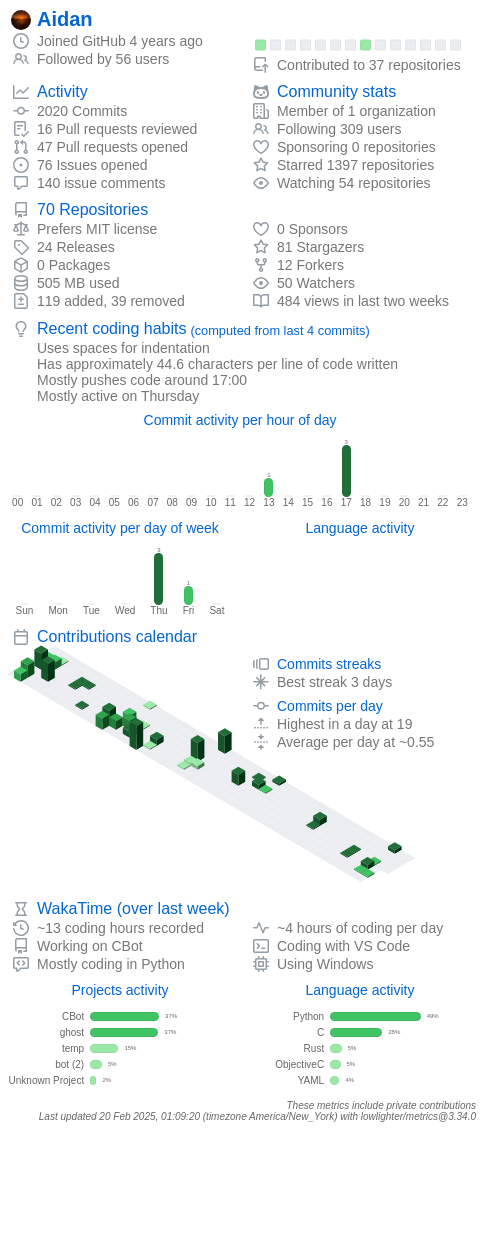 Aidan
Joined GitHub 4 years ago
Followed by 56 users
Contributed to 37 repositories
Activity
2020 Commits
16 Pull requests reviewed
47 Pull requests opened
76 Issues opened
140 issue comments
Community stats
Member of 1 organization
Following 309 users
Sponsoring 0 repositories
Starred 1397 repositories
Watching 54 repositories
70 Repositories
Prefers MIT license
24 Releases
0 Packages
505 MB used
119 added, 39 removed
0 Sponsors
81 Stargazers
12 Forkers
50 Watchers
484 views in last two weeks
Recent coding habits (computed from last 4 commits)
Uses spaces for indentation
Has approximately 44.6 characters per line of code written
Mostly pushes code around 17:00
Mostly active on Thursday
Commit activity per hour of day
1 3
00 01 02 03 04 05 06 07 08 09 10 11 12 13 14 15 16 17 18 19 20 21 22 23
Commit activity per day of week
3 1
Sun Mon Tue Wed Thu Fri Sat
Language activity
Contributions calendar
Commits streaks
Best streak 3 days
Commits per day
Highest in a day at 19
Average per day at ~0.55
WakaTime (over last week)
~13 coding hours recorded
Working on CBot
Mostly coding in Python
~4 hours of coding per day
Coding with VS Code
Using Windows
Projects activity
CBot 37%
ghost 37%
temp 15%
bot (2) 5%
Unknown Project 2%
Language activity
Python 49%
C 28%
Rust 5%
ObjectiveC 5%
YAML 4%
These metrics include private contributions
Last updated 20 Feb 2025, 01:09:20 (timezone America/New_York) with lowlighter/metrics@3.34.0